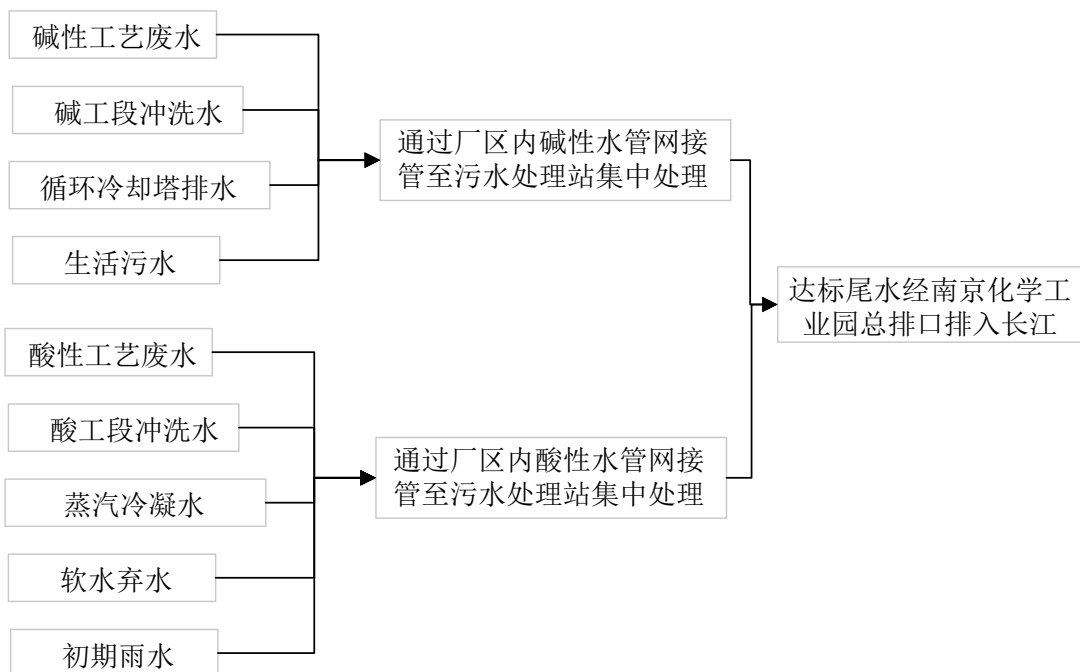 碱性工艺废水
碱工段冲洗水
循环冷却塔排水
生活污水
通过厂区内碱性水管网接
管至污水处理站集中处理
酸性工艺废水
酸工段冲洗水
蒸汽冷凝水
软水弃水
初期雨水
通过厂区内酸性水管网接
管至污水处理站集中处理
达标尾水经南京化学工
业园总排口排入长江